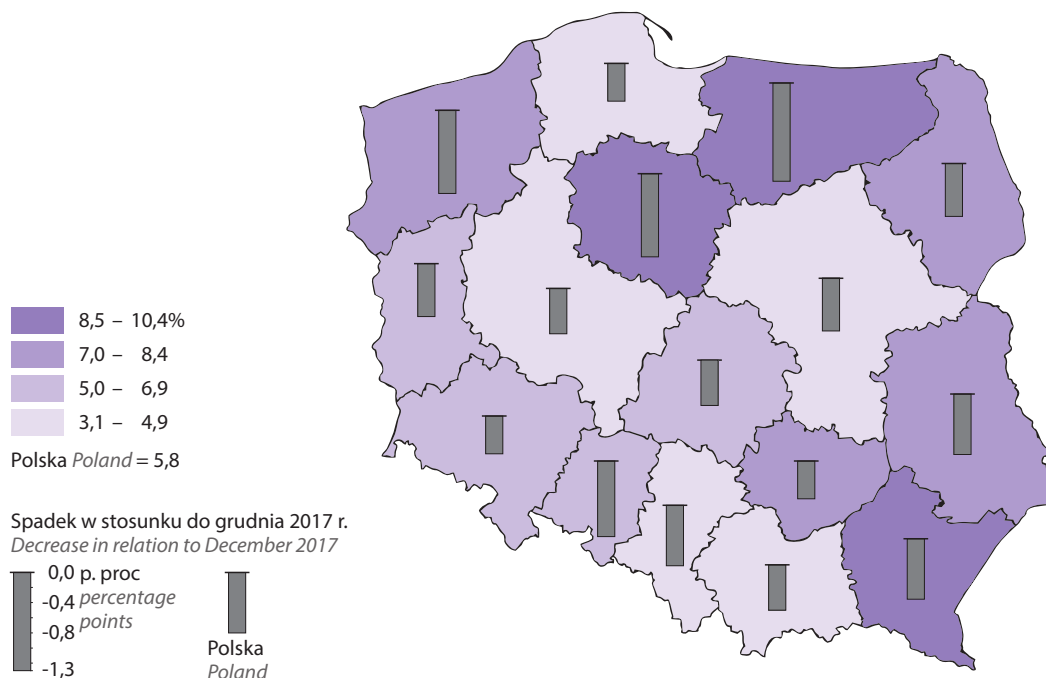 8,5 – 10,4%
7,0 – 8,4
5,0 – 6,9
3,1 – 4,9
Polska Poland = 5,8
Spadek w stosunku do grudnia 2017 r.
Decrease in relation to December 2017
0,0 p. proc
percentage
-0,4
points
-0,8
-1,3
Polska
Poland